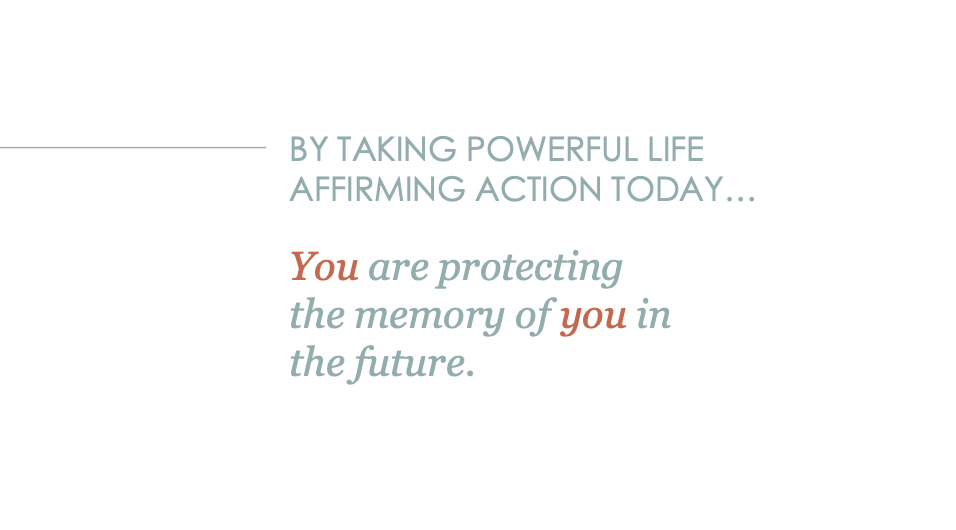 BY TAKING POWERFUL LIFE
AFFIRMING ACTION TODAY…
You are protecting
the memory of you in
the future.